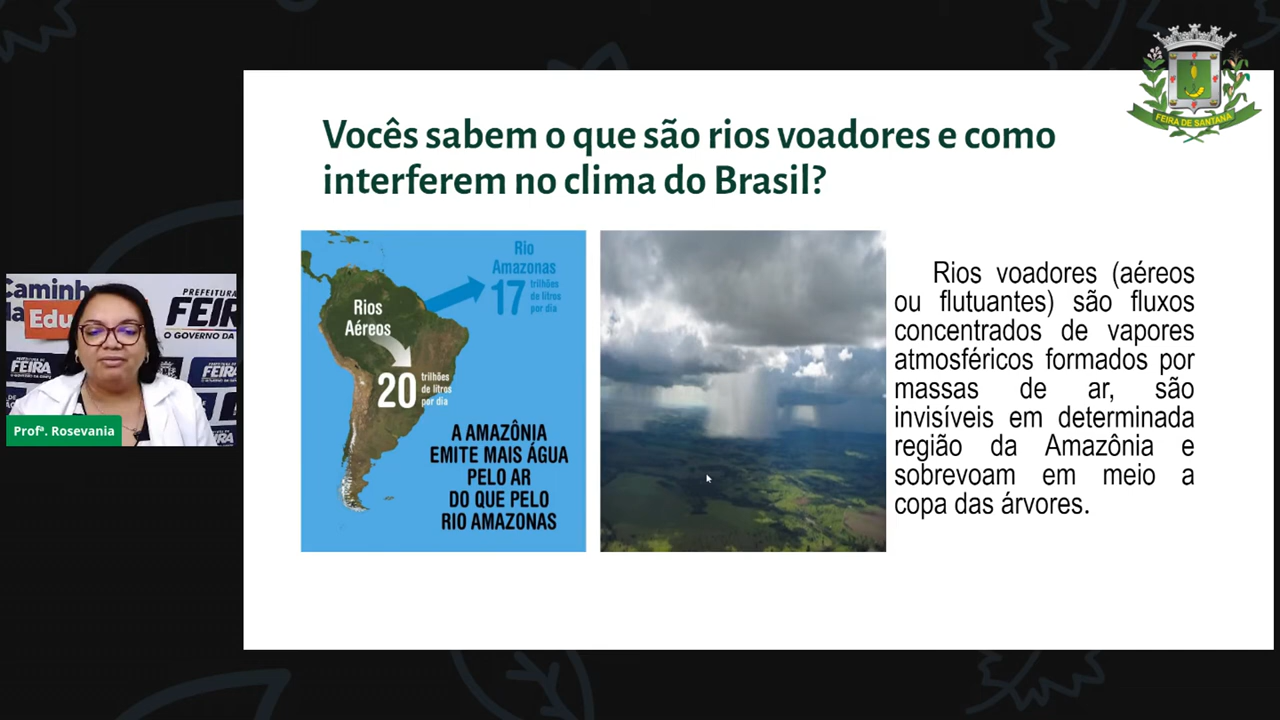 FEIRA DE SANTANA
Vocês sabem o que são rios voadores e como
interferem no clima do Brasil?
Rio
Amazonas
17 trilhões
de litros
por dia
Rios
Aéreos
20 trilhões
de litros
por dia
A AMAZÔNIA
EMITE MAIS ÁGUA
PELO AR
DO QUE PELO
RIO AMAZONAS
Rios voadores (aéreos
ou flutuantes) são fluxos
concentrados de vapores
atmosféricos formados por
massas de ar, são
invisíveis em determinada
região da Amazônia e
sobrevoam em meio a
copa das árvores.
Caminh
da
Edu
PREFEITURA
FEIR
O GOVERNO DA
FEIRA
FEIRA
Profª. Rosevania